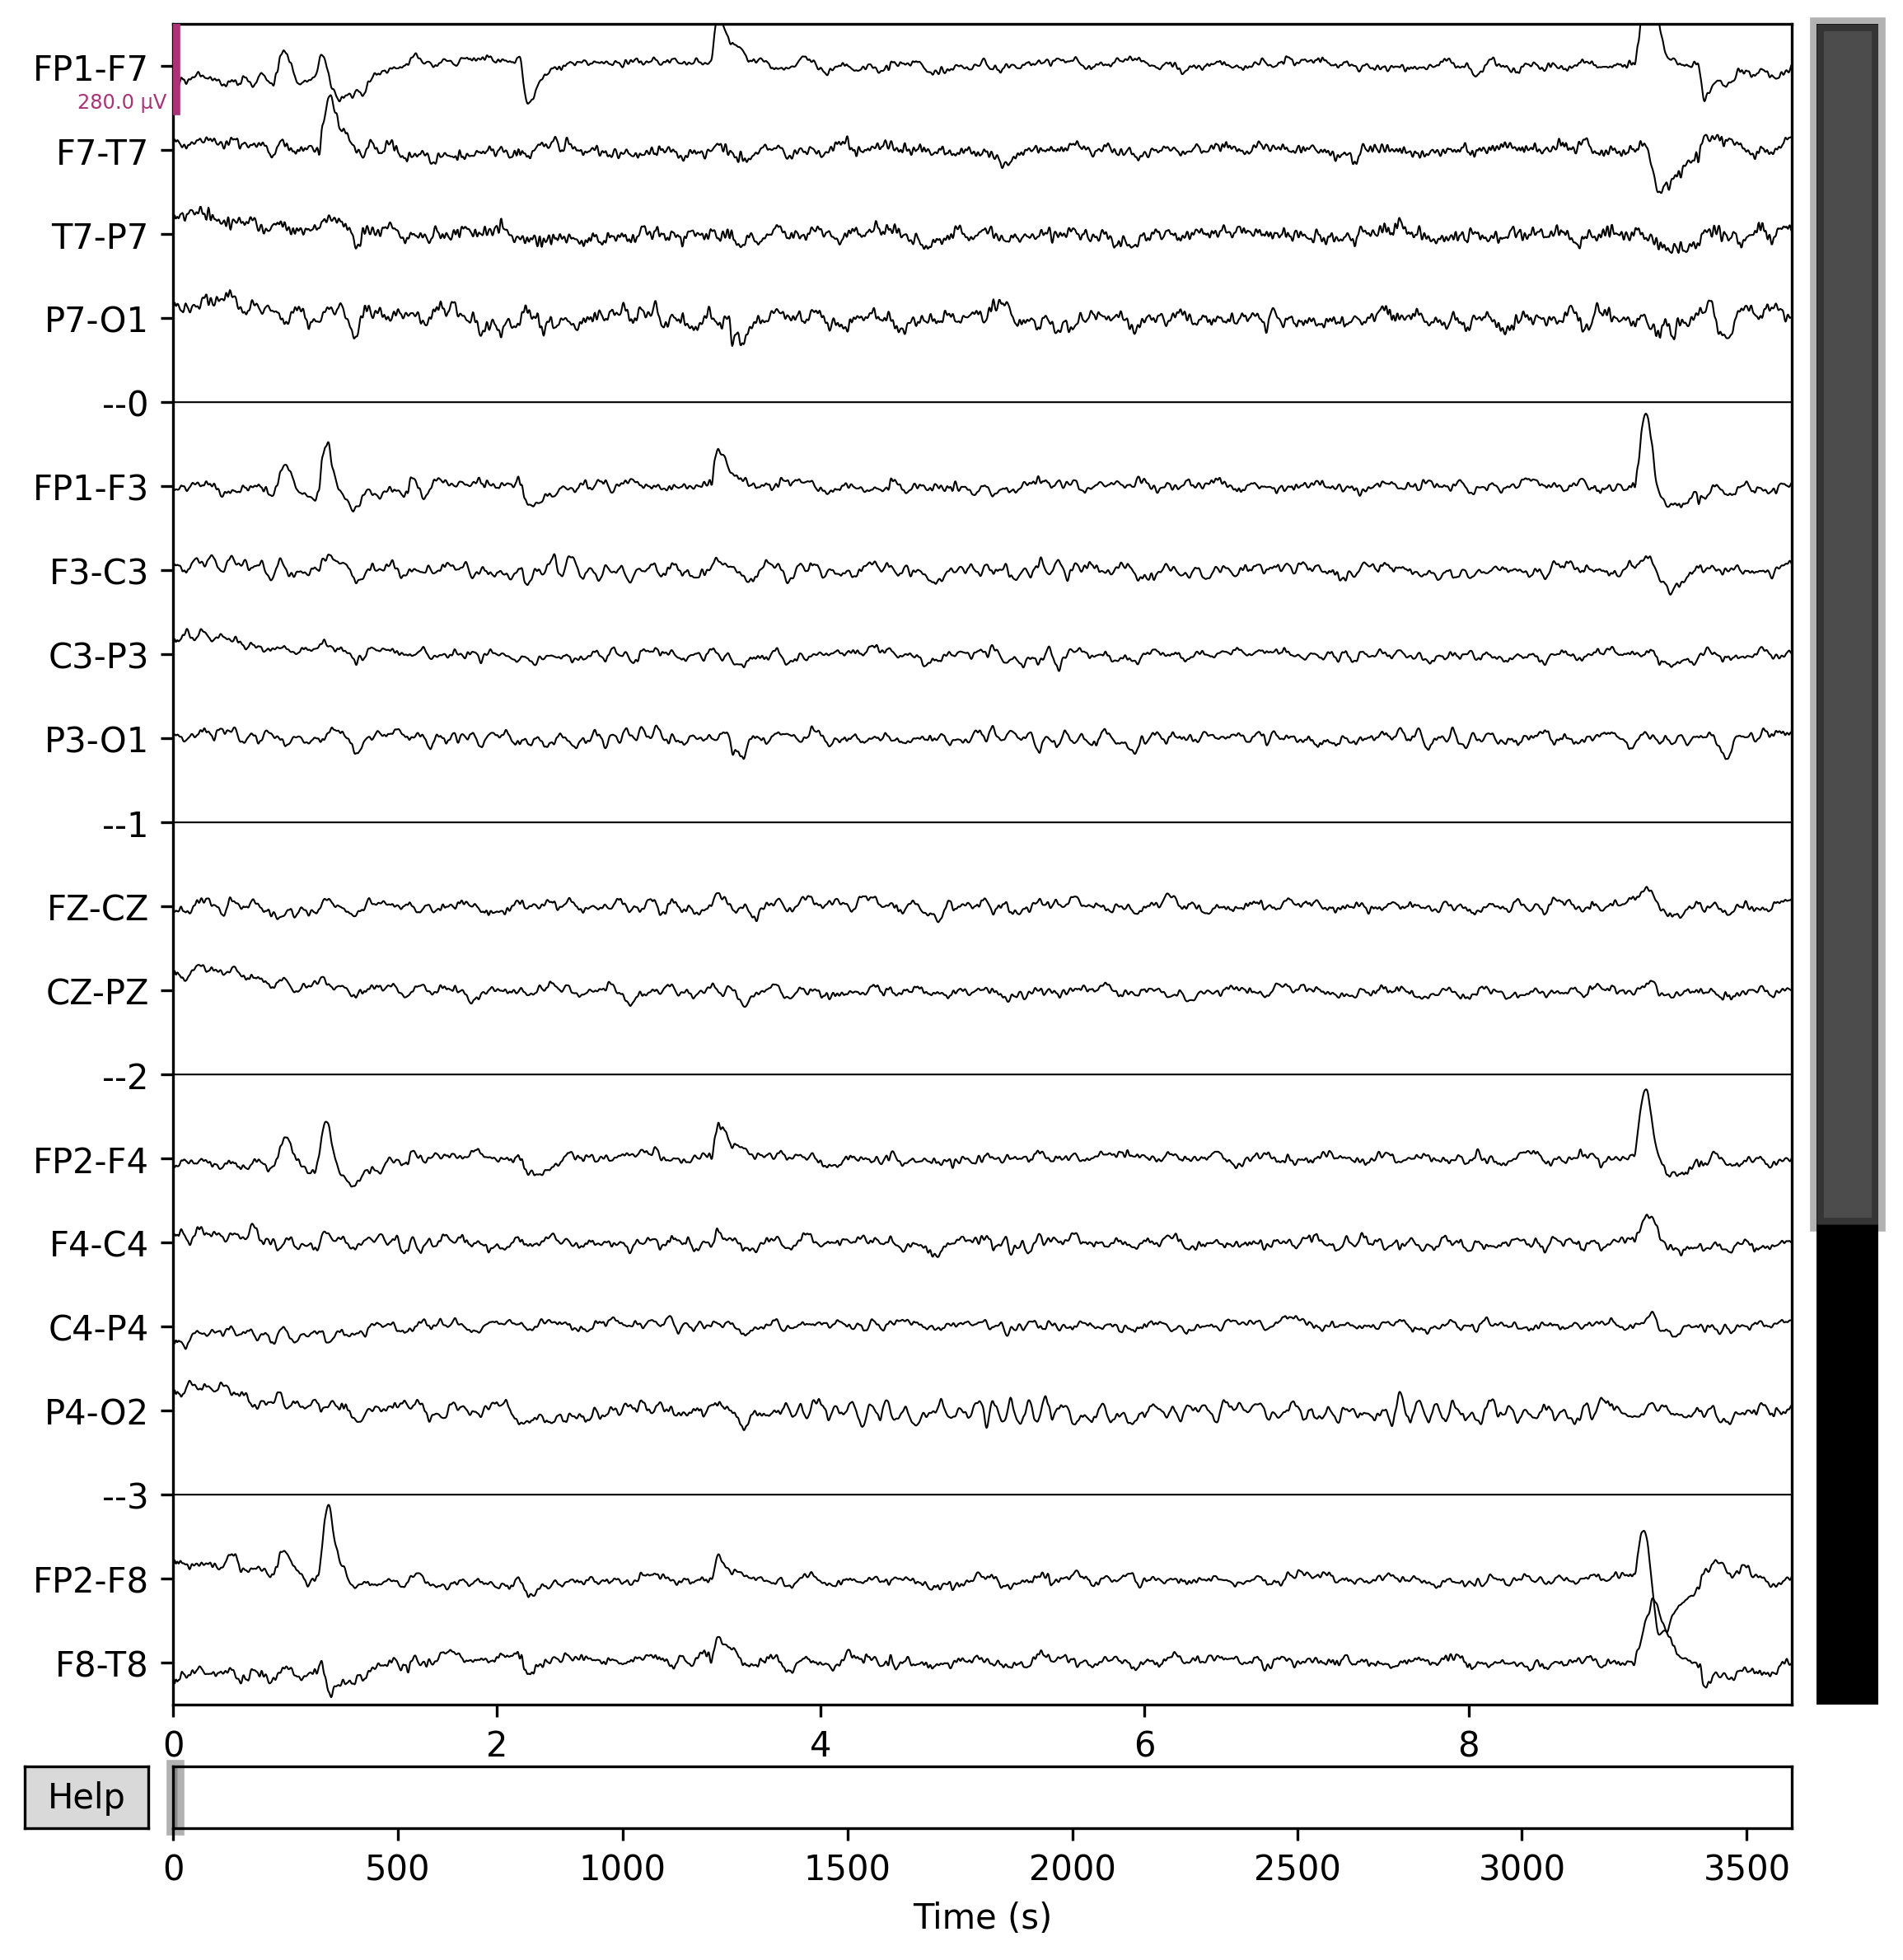 FP1-F7
280.0 µV
F7-T7
T7-P7
P7-O1
--0
FP1-F3
F3-C3
C3-P3
P3-O1
--1
FZ-CZ
CZ-PZ
--2
FP2-F4
F4-C4
C4-P4
P4-O2
--3
FP2-F8
F8-T8
0 2 4 6 8
Help
0 500 1000 1500 2000 2500 3000 3500
Time (s)